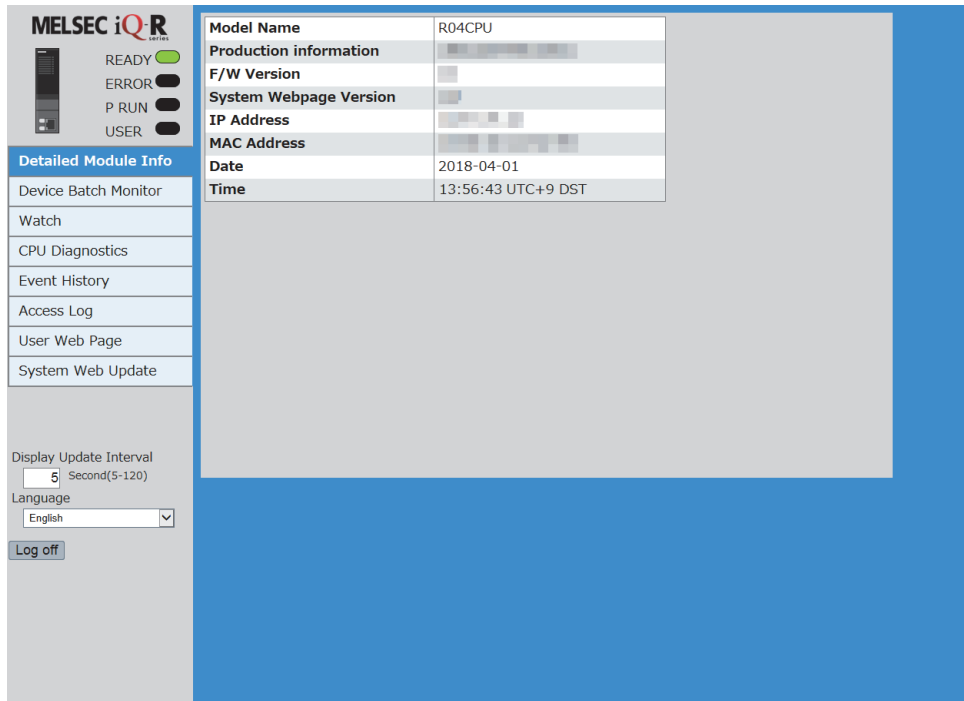 MELSEC iQ-R
series
READY
ERROR
P RUN
USER
Detailed Module Info
Device Batch Monitor
Watch
CPU Diagnostics
Event History
Access Log
User Web Page
System Web Update
Display Update Interval
5 Second(5-120)
Language
English
Log off
Model Name R04CPU
Production information
F/W Version
System Webpage Version
IP Address
MAC Address
Date 2018-04-01
Time 13:56:43 UTC+9 DST